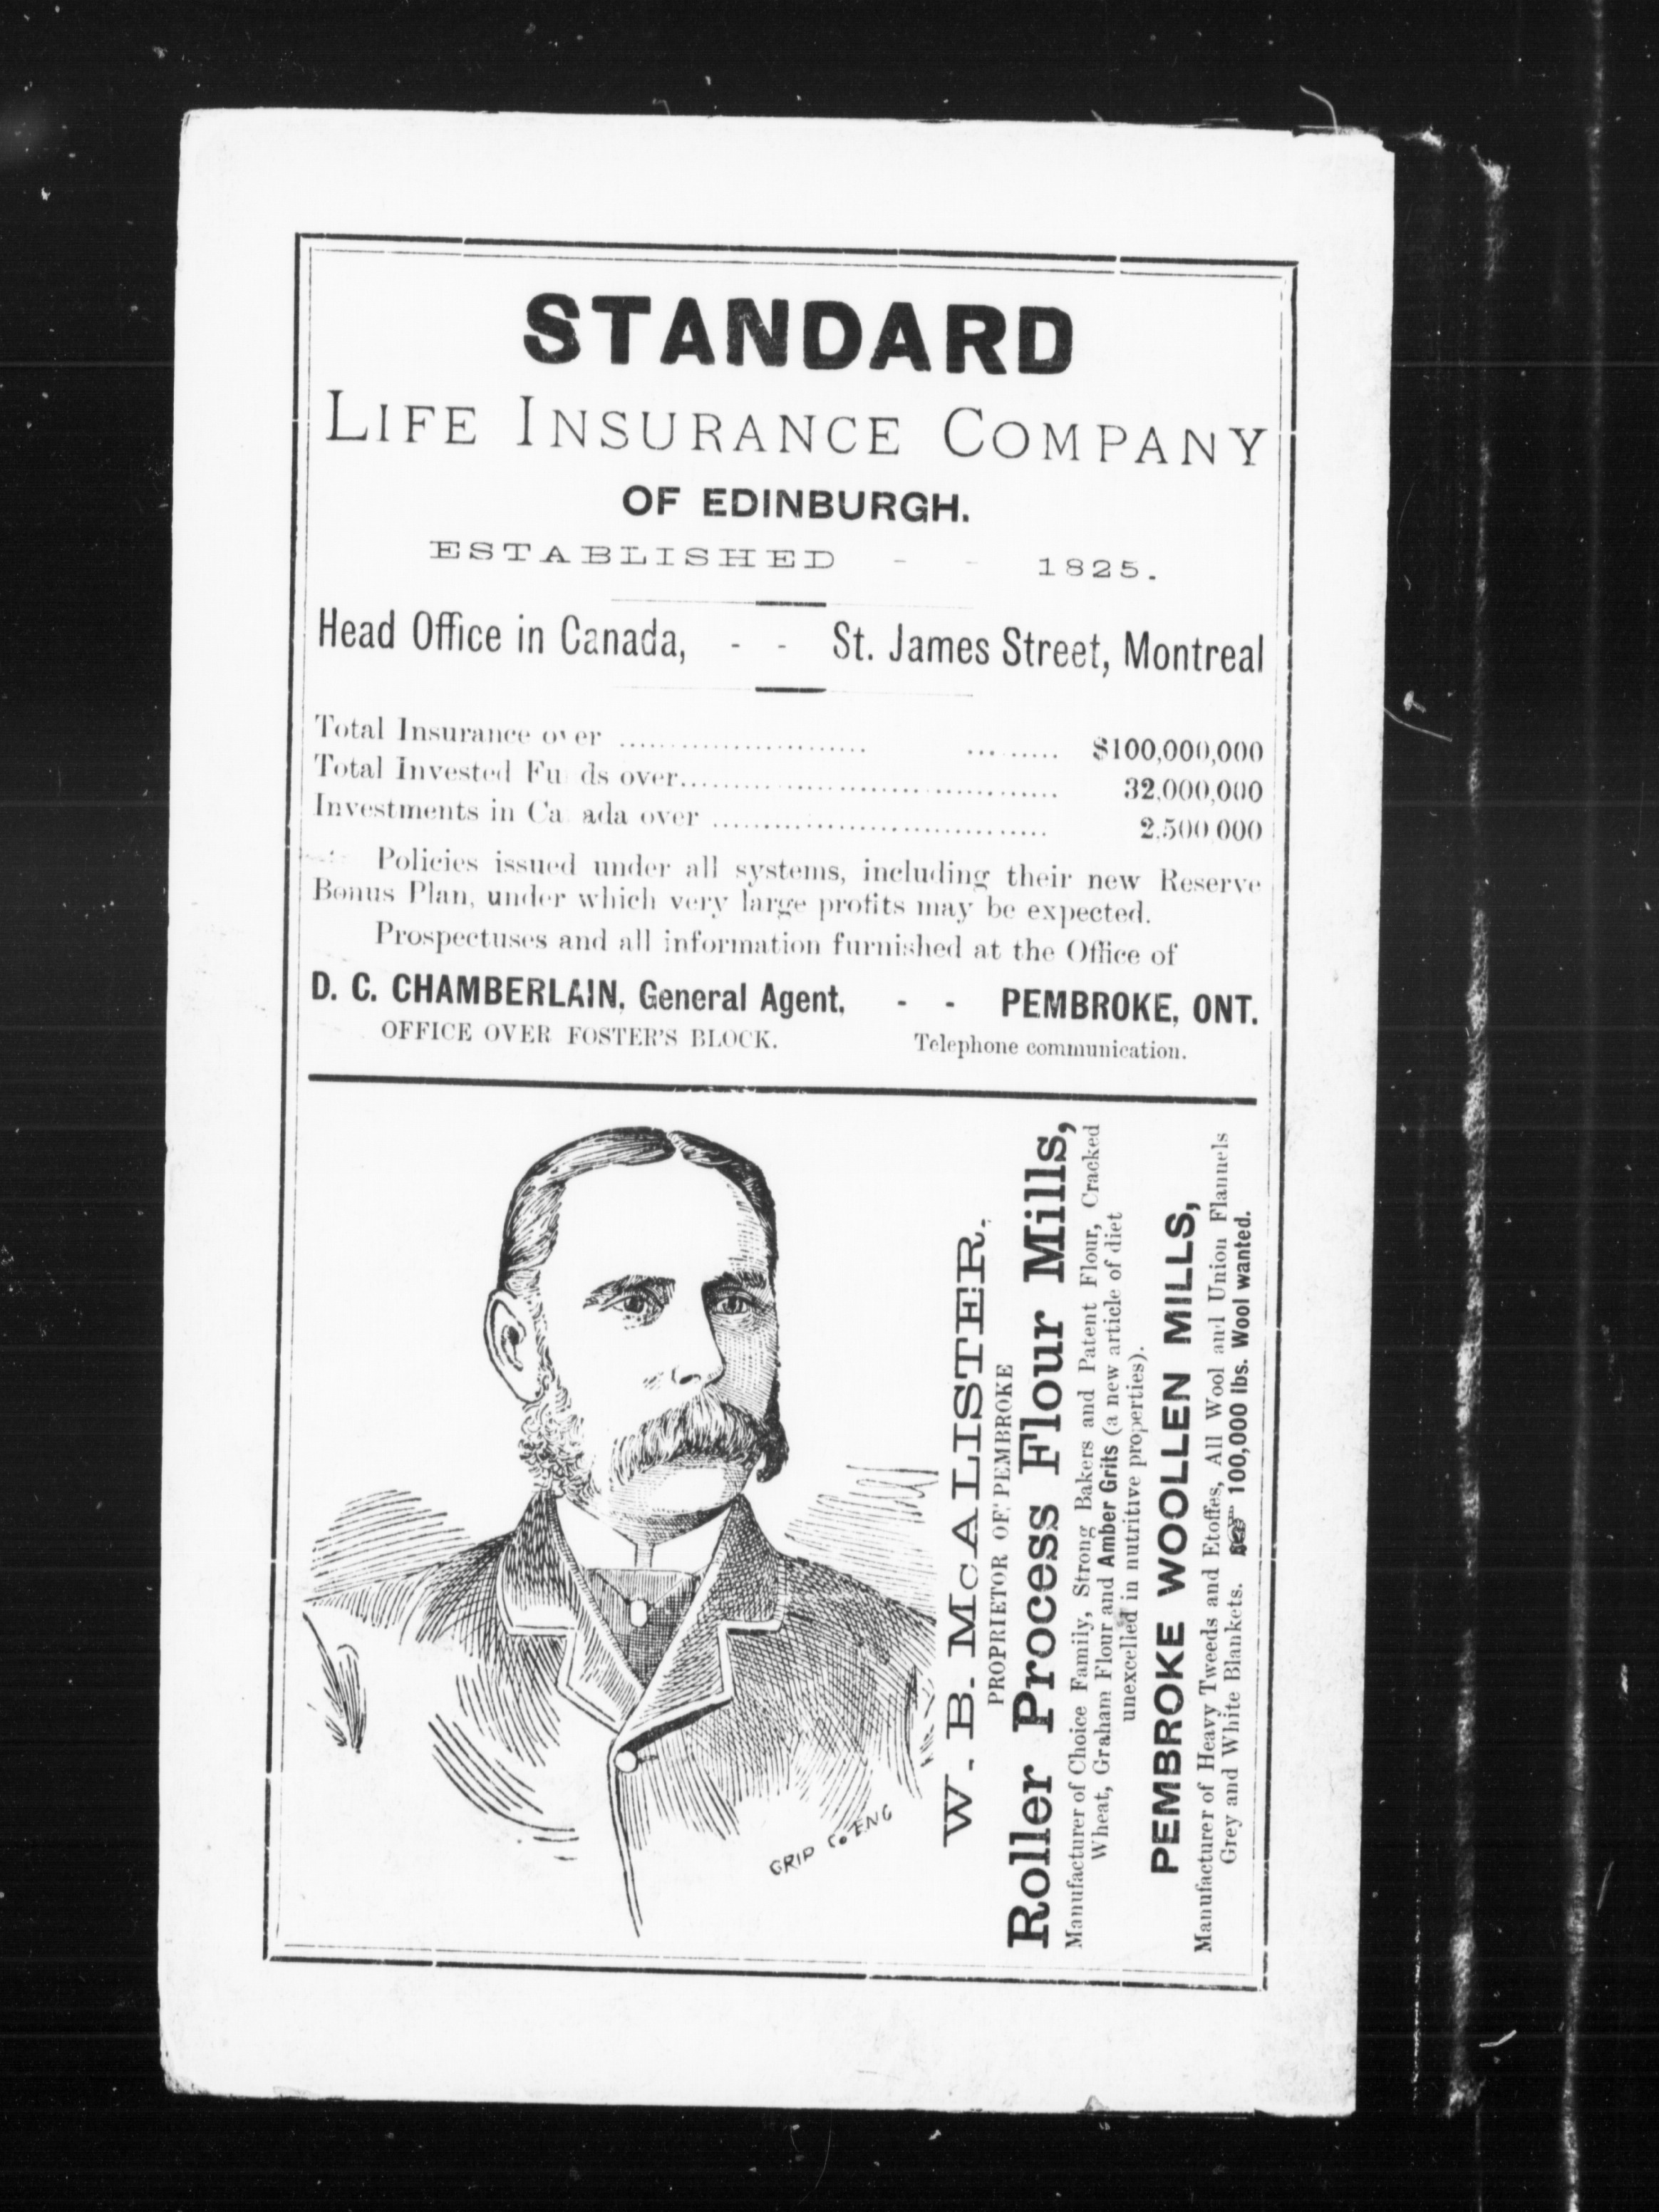 STANDARD
LIFE INSURANCE COMPANY
OF EDINBURGH.
ESTABLISHED - - 1825.
Head Office in Canada, - - St. James Street, Montreal
Total Insurance over ........................... ......... $100,000,000
Total Invested Fu ds over....................................... 32,000,000
Investments in Ca ada over .................................. 2,500 000
Policies issued under all systems, including their new Reserve
Bonus Plan, under which very large profits may be expected.
Prospectuses and all information furnished at the Office of
D. C. CHAMBERLAIN, General Agent, - - PEMBROKE, ONT.
OFFICE OVER FOSTER'S BLOCK. Telephone communication.
GRIP Co ENG
W. B. McALISTER.
PROPRIETOR OF PEMBROKE
Roller Process Flour Mills,
Manufacturer of Choice Family, Strong Bakers and Patent Flour, Cracked
Wheat, Graham Flour and Amber Grits (a new article of diet
unexcelled in nutritive properties).
PEMBROKE WOOLLEN MILLS,
Manufacturer of Heavy Tweeds and Etoffes, All Wool and Union Flannels
Grey and White Blankets. ☞ 100,000 lbs. Wool wanted.